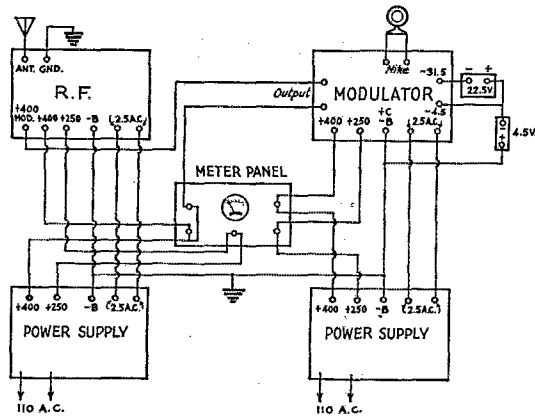 ANT. GND.
R.F.
+400
MOD. +400 +250 -B (2.5A.C.)
Mike
-31.5
- +
22.5V.
Output
MODULATOR
-4.5
- +
4.5V.
+C
+400 +250 -B (2.5A.C.)
METER PANEL
+400 +250 -B (2.5A.C.)
POWER SUPPLY
110 A.C.
+400 +250 -B (2.5A.C.)
POWER SUPPLY
110 A.C.